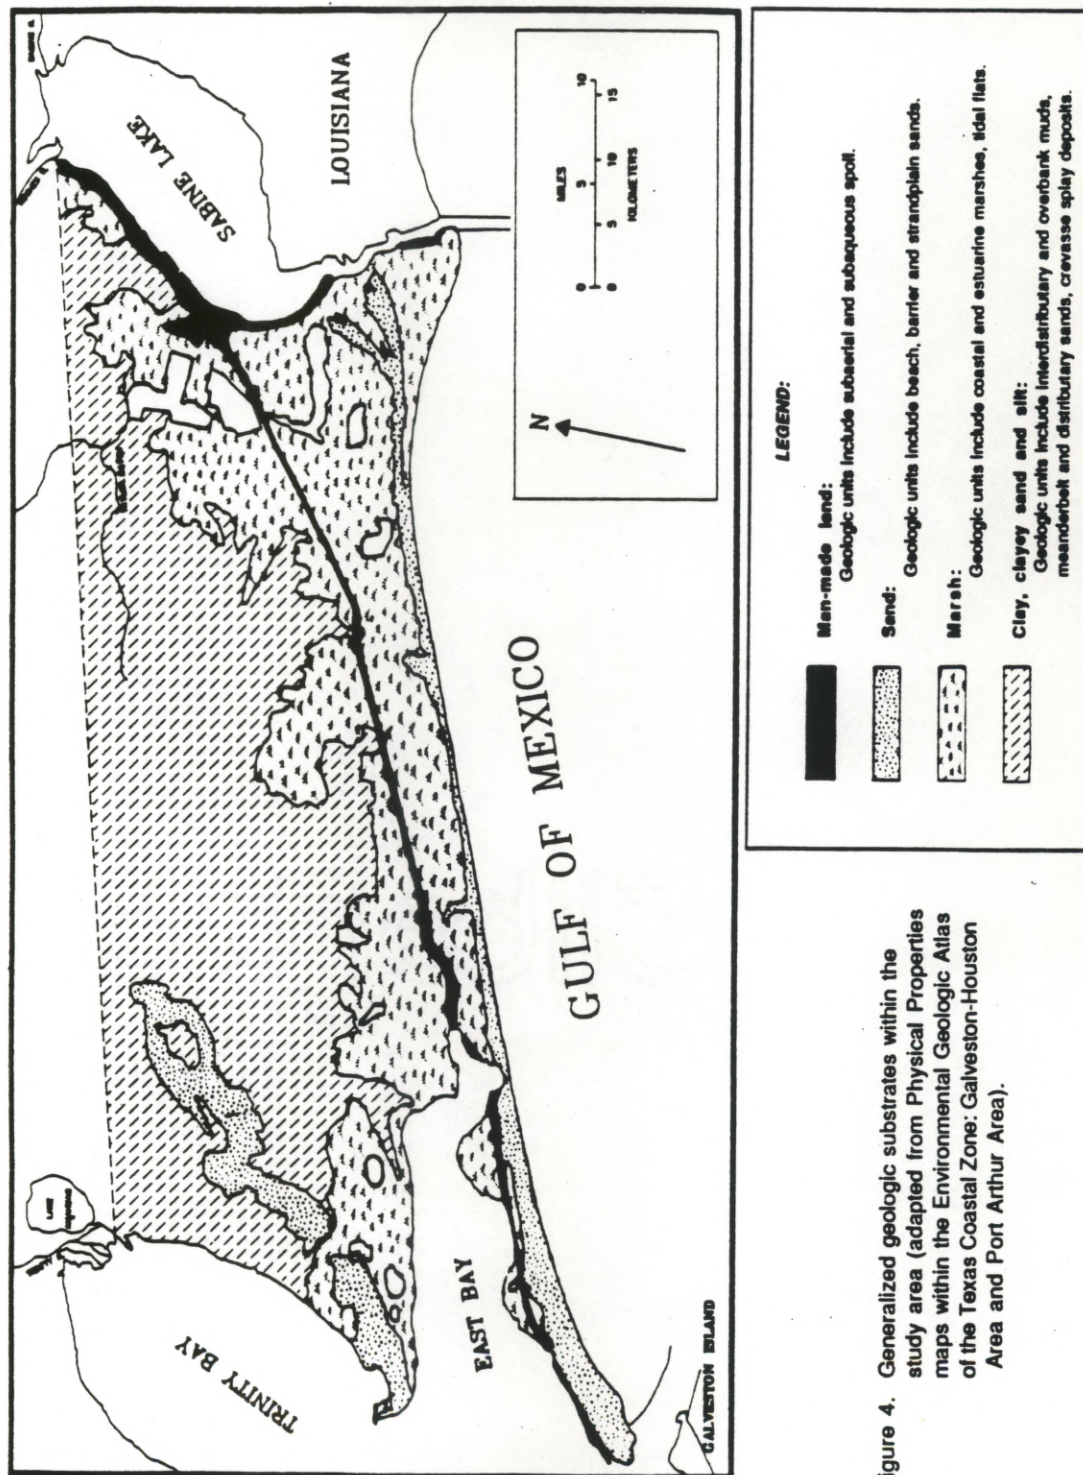 SABINE LAKE
LOUISIANA
TRINITY BAY
EAST BAY
GALVESTON ISLAND
GULF OF MEXICO
N
MILES
0 5 10
0 5 10 15
KILOMETERS
LEGEND:
Man-made land:
Geologic units include subaerial and subaqueous spoil.
Sand:
Geologic units include beach, barrier and strandplain sands.
Marsh:
Geologic units include coastal and estuarine marshes, tidal flats.
Clay, clayey sand and silt:
Geologic units include interdistributary and overbank muds,
meanderbelt and distributary sands, crevasse splay deposits
igure 4. Generalized geologic substrates within the
study area (adapted from Physical Properties
maps within the Environmental Geologic Atlas
of the Texas Coastal Zone: Galveston-Houston
Area and Port Arthur Area).